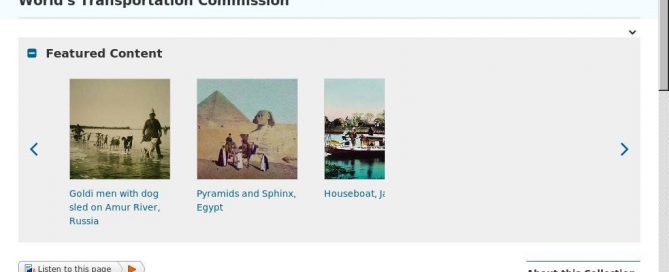 World's Transportation Commission
Featured Content
Goldi men with dog
sled on Amur River,
Russia
Pyramids and Sphinx,
Egypt
Houseboat,
Listen to this page
About this Collection